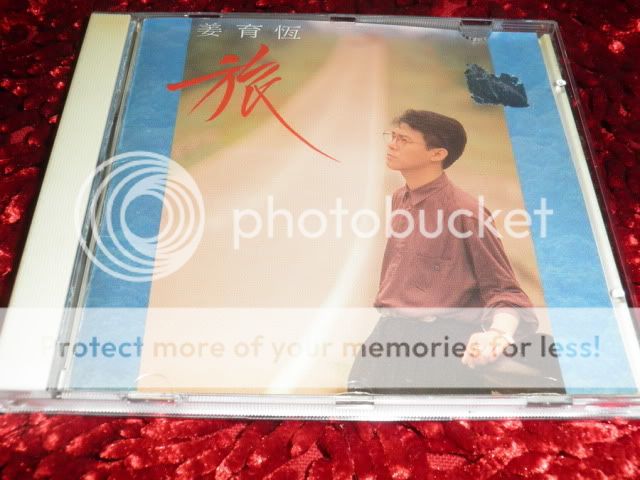 姜育恆
旅
photobucket
Protect more of your memories for less!